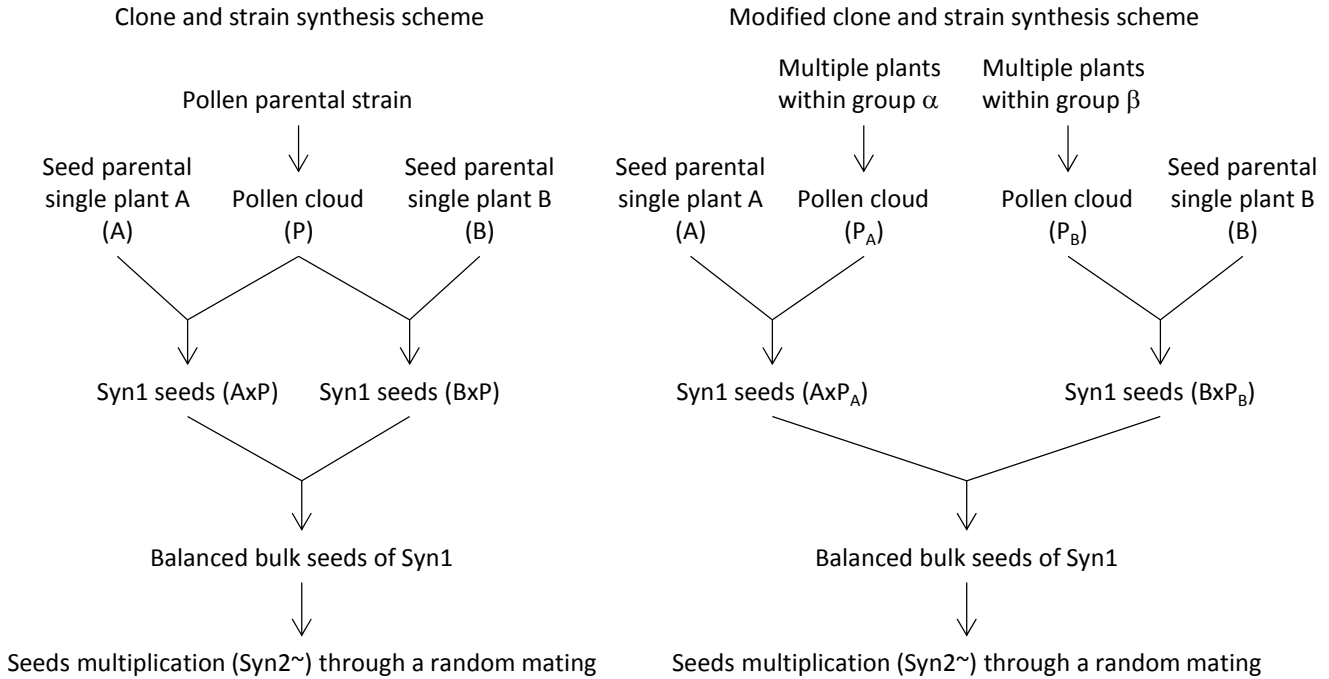 Clone and strain synthesis scheme
Pollen parental strain
Seed parental
single plant A
(A)
Pollen cloud
(P)
Seed parental
single plant B
(B)
Syn1 seeds (AxP)
Syn1 seeds (BxP)
Balanced bulk seeds of Syn1
Seeds multiplication (Syn2~) through a random mating
Modified clone and strain synthesis scheme
Multiple plants
within group α
Multiple plants
within group β
Seed parental
single plant A
(A)
Pollen cloud
(P_A)
Pollen cloud
(P_B)
Seed parental
single plant B
(B)
Syn1 seeds (AxP_A)
Syn1 seeds (BxP_B)
Balanced bulk seeds of Syn1
Seeds multiplication (Syn2~) through a random mating